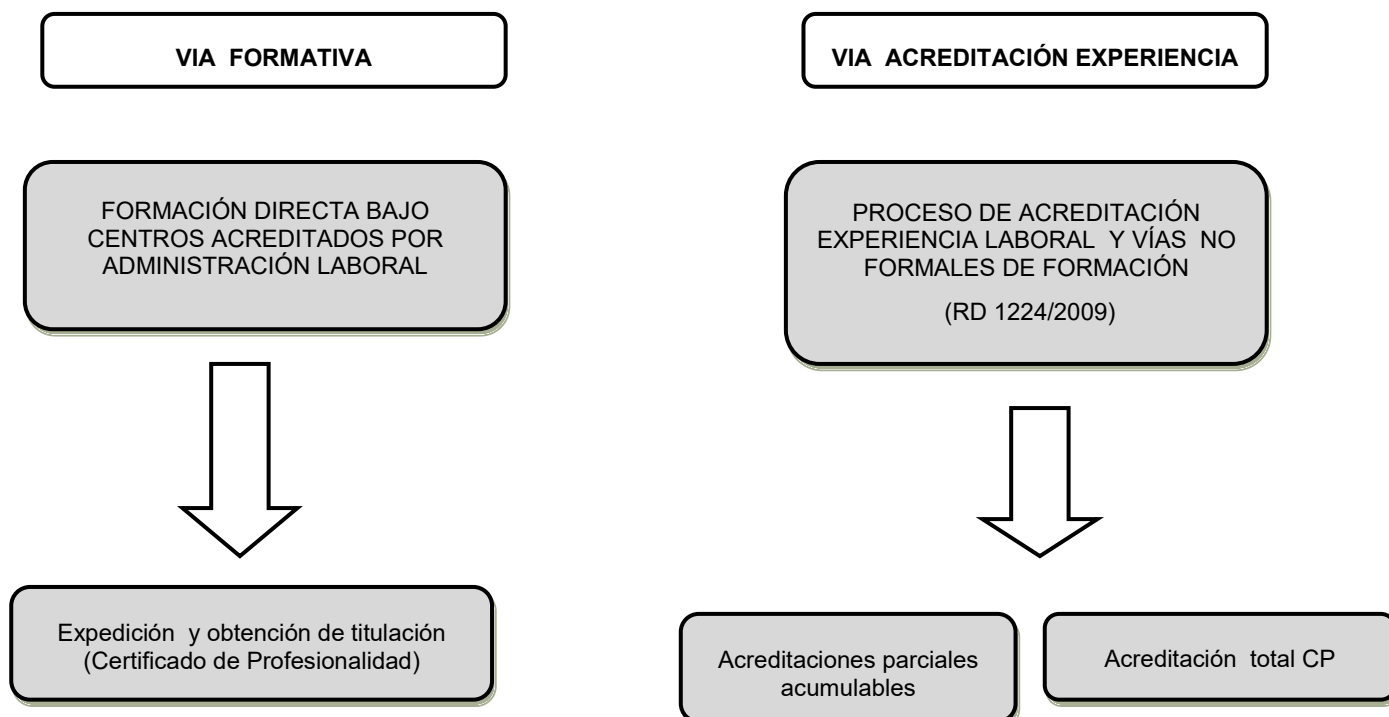 VIA FORMATIVA
VIA ACREDITACIÓN EXPERIENCIA
FORMACIÓN DIRECTA BAJO
CENTROS ACREDITADOS POR
ADMINISTRACIÓN LABORAL
PROCESO DE ACREDITACIÓN
EXPERIENCIA LABORAL Y VÍAS NO
FORMALES DE FORMACIÓN
(RD 1224/2009)
Expedición y obtención de titulación
(Certificado de Profesionalidad)
Acreditaciones parciales
acumulables
Acreditación total CP